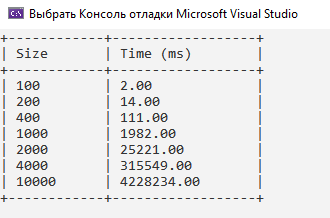 C:\ Выбрать Консоль отладки Microsoft Visual Studio
+------------+------------------+
| Size | Time (ms) |
+------------+------------------+
| 100 | 2.00 |
| 200 | 14.00 |
| 400 | 111.00 |
| 1000 | 1982.00 |
| 2000 | 25221.00 |
| 4000 | 315549.00 |
| 10000 | 4228234.00 |
+------------+------------------+